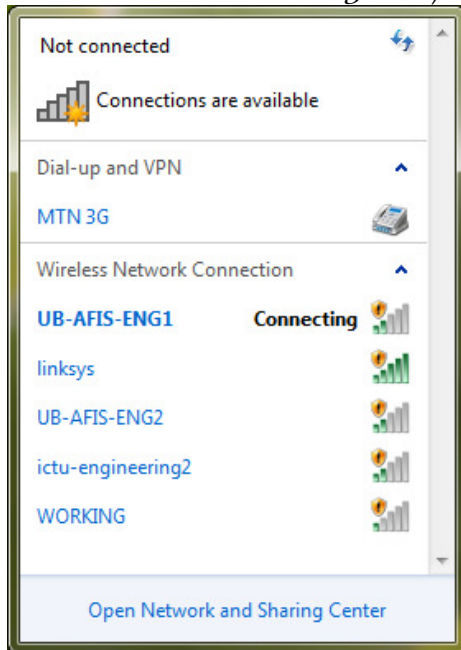 Not connected
Connections are available
Dial-up and VPN
MTN 3G
Wireless Network Connection
UB-AFIS-ENG1 Connecting
linksys
UB-AFIS-ENG2
ictu-engineering2
WORKING
Open Network and Sharing Center